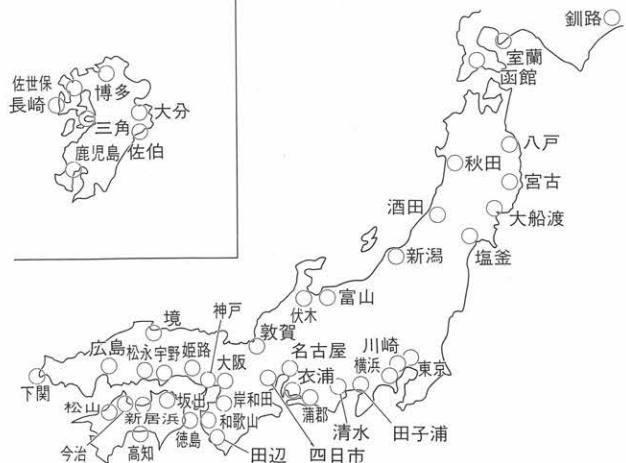 釧路
室蘭
函館
佐世保
博多
長崎
大分
三角
鹿児島
佐伯
八戸
秋田
宮古
酒田
大船渡
新潟
塩釜
富山
伏木
神戸
境
敦賀
名古屋
川崎
広島
松永
宇野
姫路
大阪
衣浦
横浜
東京
下関
松山
新居浜
坂出
岸和田
蒲郡
和歌山
清水
田子浦
今治
高知
徳島
田辺
四日市